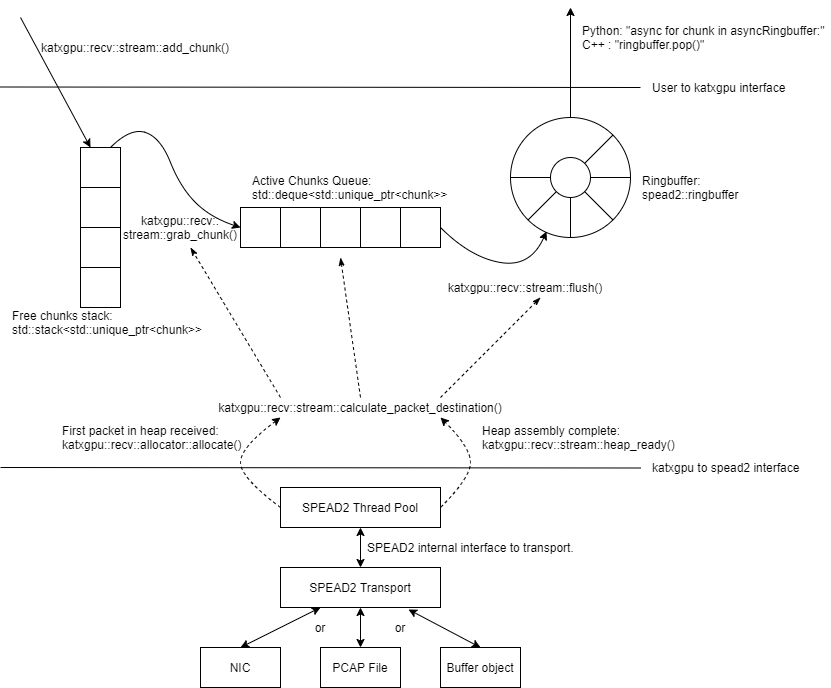 Python: "async for chunk in asyncRingbuffer:"
C++ : "ringbuffer.pop()"
katxgpu::recv::stream::add_chunk()
User to katxgpu interface
Active Chunks Queue:
std::deque<std::unique_ptr<chunk>>
Ringbuffer:
spead2::ringbuffer
katxgpu::recv::
stream::grab_chunk()
katxgpu::recv::stream::flush()
Free chunks stack:
std::stack<std::unique_ptr<chunk>>
katxgpu::recv::stream::calculate_packet_destination()
First packet in heap received:
katxgpu::recv::allocator::allocate()
Heap assembly complete:
katxgpu::recv::stream::heap_ready()
katxgpu to spead2 interface
SPEAD2 Thread Pool
SPEAD2 internal interface to transport.
SPEAD2 Transport
or
or
NIC
PCAP File
Buffer object